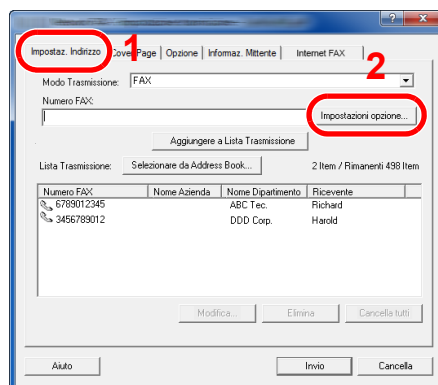 ? X
Impostaz. Indirizzo 1 Cover Page Opzione Informaz. Mittente Internet FAX
2
Modo Trasmissione: FAX
Numero FAX:
Impostazioni opzione...
Aggiungere a Lista Trasmissione
Lista Trasmissione: Selezionare da Address Book... 2 Item / Rimanenti 498 Item
Numero FAX Nome Azienda Nome Dipartimento Ricevente
6789012345 ABC Tec. Richard
3456789012 DDD Corp. Harold
Modifica... Elimina Cancella tutti
Aiuto Invio Cancella